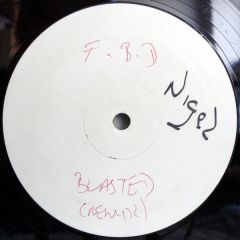 F.B.D
Nigel
BLASTED
(REMIX)